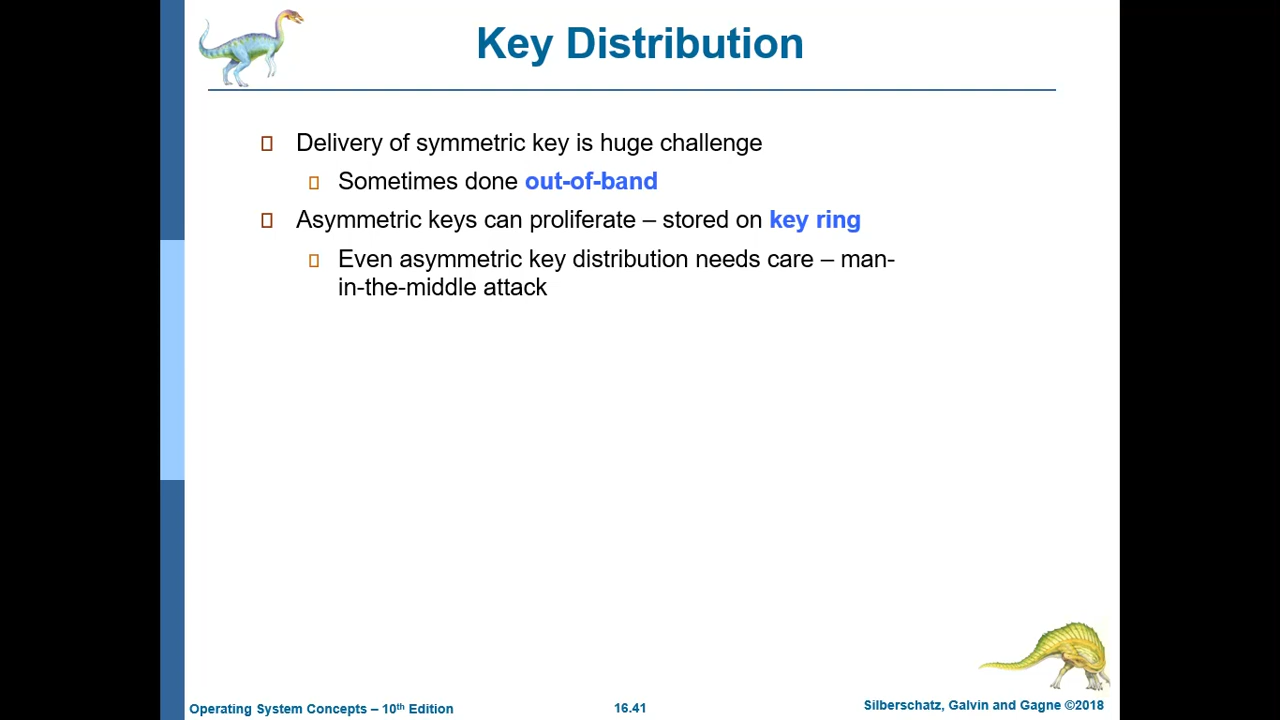 Key Distribution
Delivery of symmetric key is huge challenge
Sometimes done out-of-band
Asymmetric keys can proliferate – stored on key ring
Even asymmetric key distribution needs care – man-
in-the-middle attack
Operating System Concepts – 10th Edition
16.41
Silberschatz, Galvin and Gagne ©2018